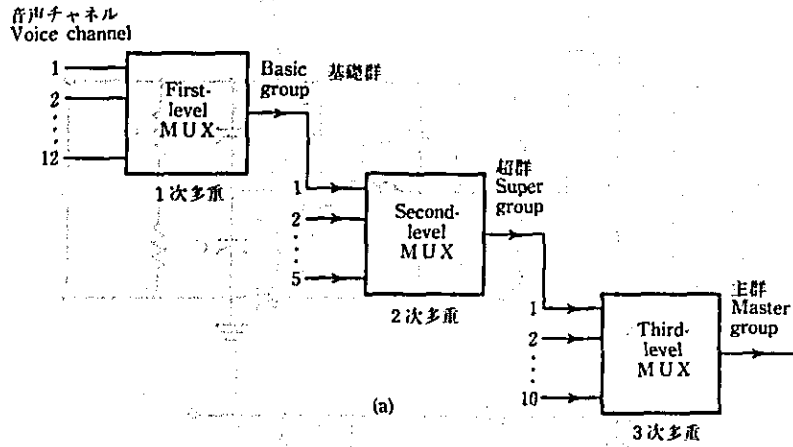 音声チャネル
Voice channel
1
2
12
First-
level
MUX
1次多重
Basic
group
基礎群
1
2
5
Second-
level
MUX
2次多重
超群
Super
group
1
2
10
Third-
level
MUX
3次多重
主群
Master
group
(a)